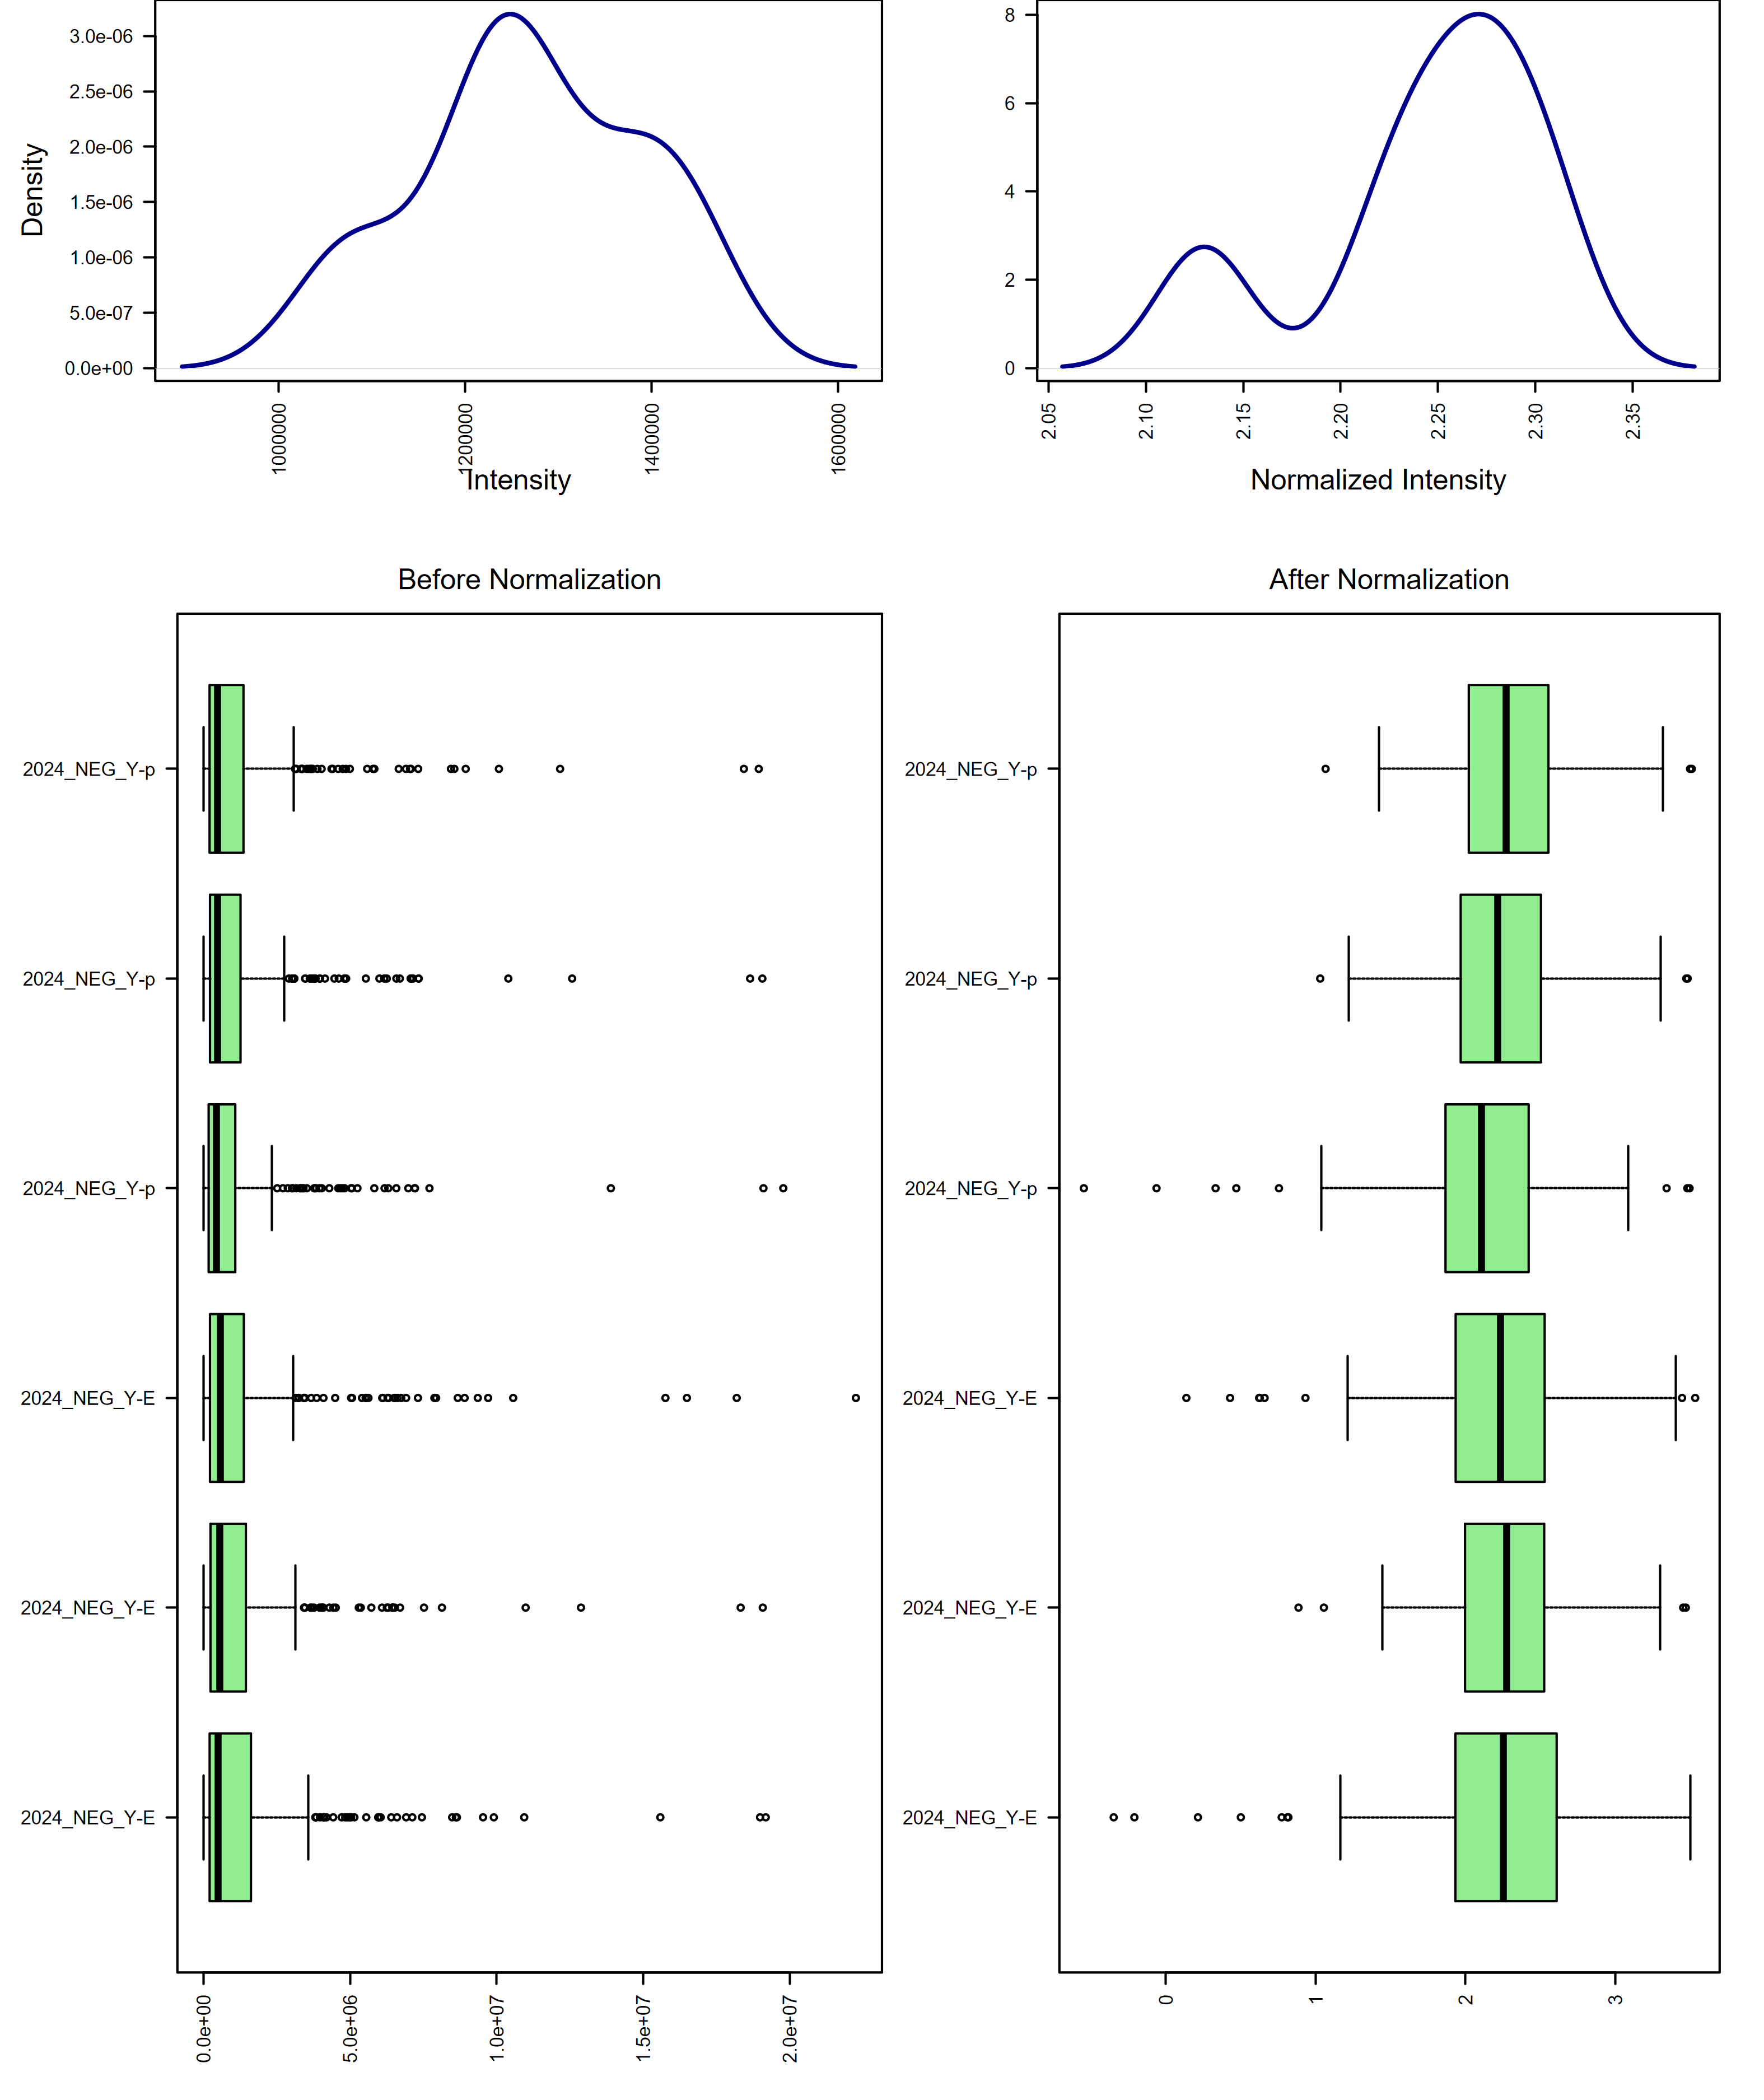 3.0e-06
2.5e-06
2.0e-06
1.5e-06
1.0e-06
5.0e-07
0.0e+00
Density
1000000
1200000
1400000
1600000
Intensity
8
6
4
2
0
2.05
2.10
2.15
2.20
2.25
2.30
2.35
Normalized Intensity
Before Normalization
2024_NEG_Y-p
2024_NEG_Y-p
2024_NEG_Y-p
2024_NEG_Y-E
2024_NEG_Y-E
2024_NEG_Y-E
0.0e+00
5.0e+06
1.0e+07
1.5e+07
2.0e+07
After Normalization
2024_NEG_Y-p
2024_NEG_Y-p
2024_NEG_Y-p
2024_NEG_Y-E
2024_NEG_Y-E
2024_NEG_Y-E
0
1
2
3